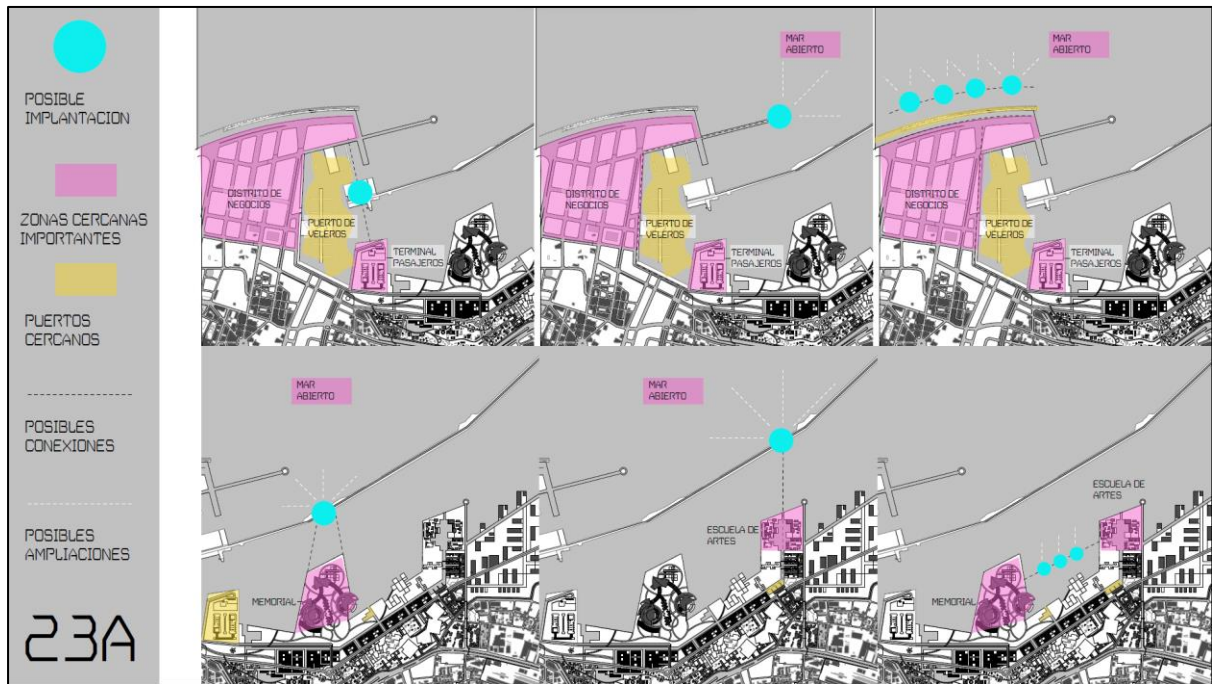 POSIBLE
IMPLANTACION
ZONAS CERCANAS
IMPORTANTES
PUERTOS
CERCANOS
POSIBLES
CONEXIONES
POSIBLES
AMPLIACIONES
23A
DISTRITO DE
NEGOCIOS
PUERTO DE
VELEROS
TERMINAL
PASAJEROS
MAR
ABIERTO
DISTRITO DE
NEGOCIOS
PUERTO DE
VELEROS
TERMINAL
PASAJEROS
MAR
ABIERTO
DISTRITO DE
NEGOCIOS
PUERTO DE
VELEROS
TERMINAL
PASAJEROS
MAR
ABIERTO
MEMORIAL
MAR
ABIERTO
ESCUELA DE
ARTES
ESCUELA DE
ARTES
MEMORIAL